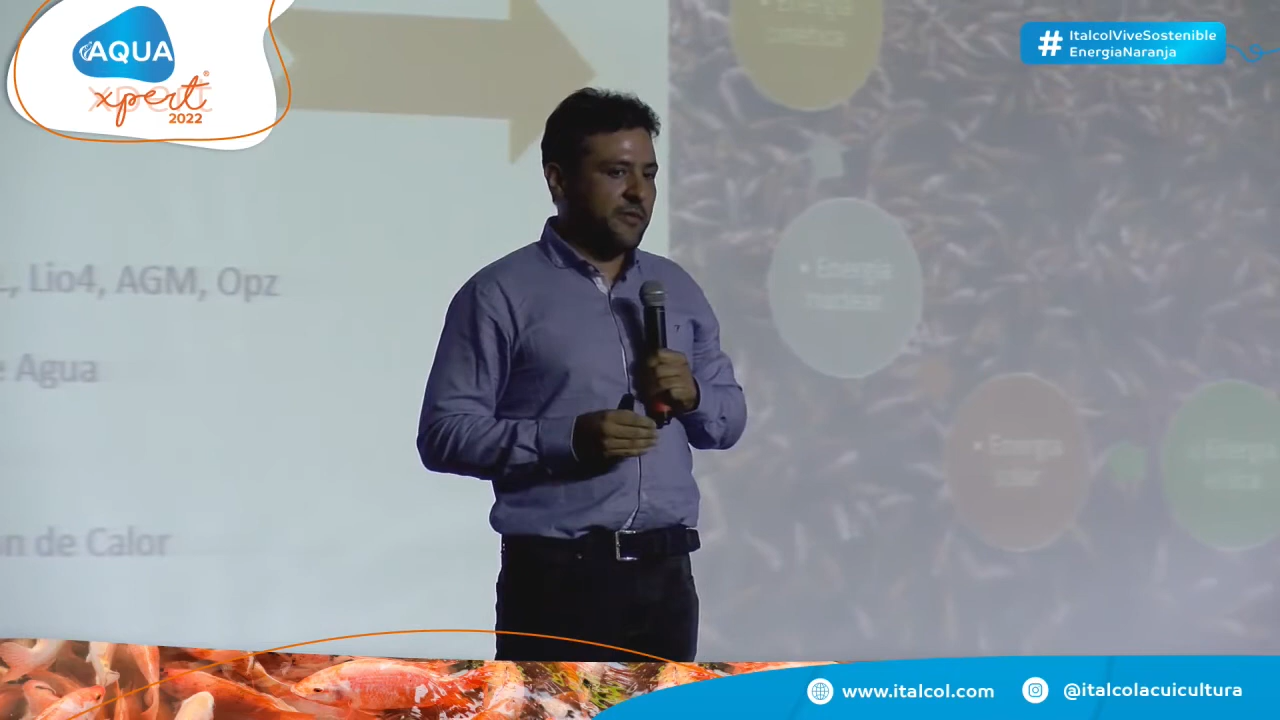 AQUA
xpert®
2022
# ItalcolViveSostenible
EnergiaNaranja
, Lio4, AGM, Opz
Agua
de Calor
• Energía
nuclear
• Energía
calor
Energía
www.italcol.com
@italcolacuicultura